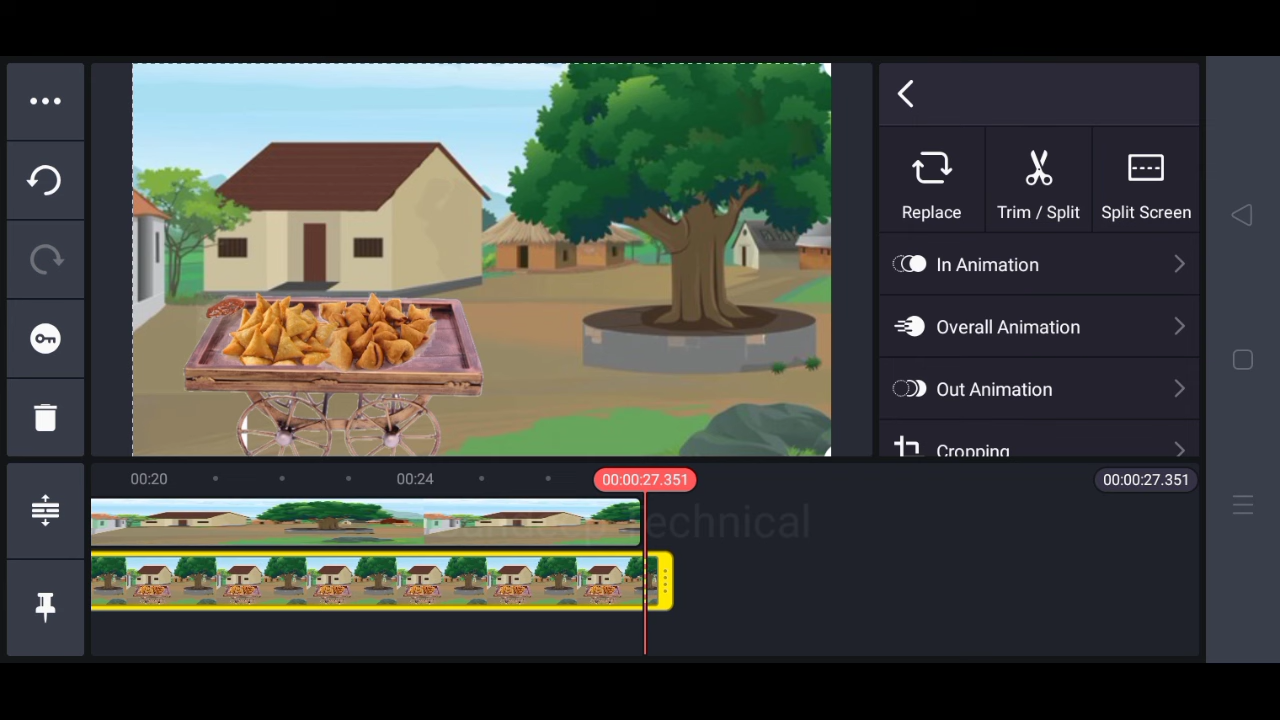 Replace
Trim / Split
Split Screen
In Animation
Overall Animation
Out Animation
Cropping
00:20
00:24
00:00:27.351
00:00:27.351
echnical